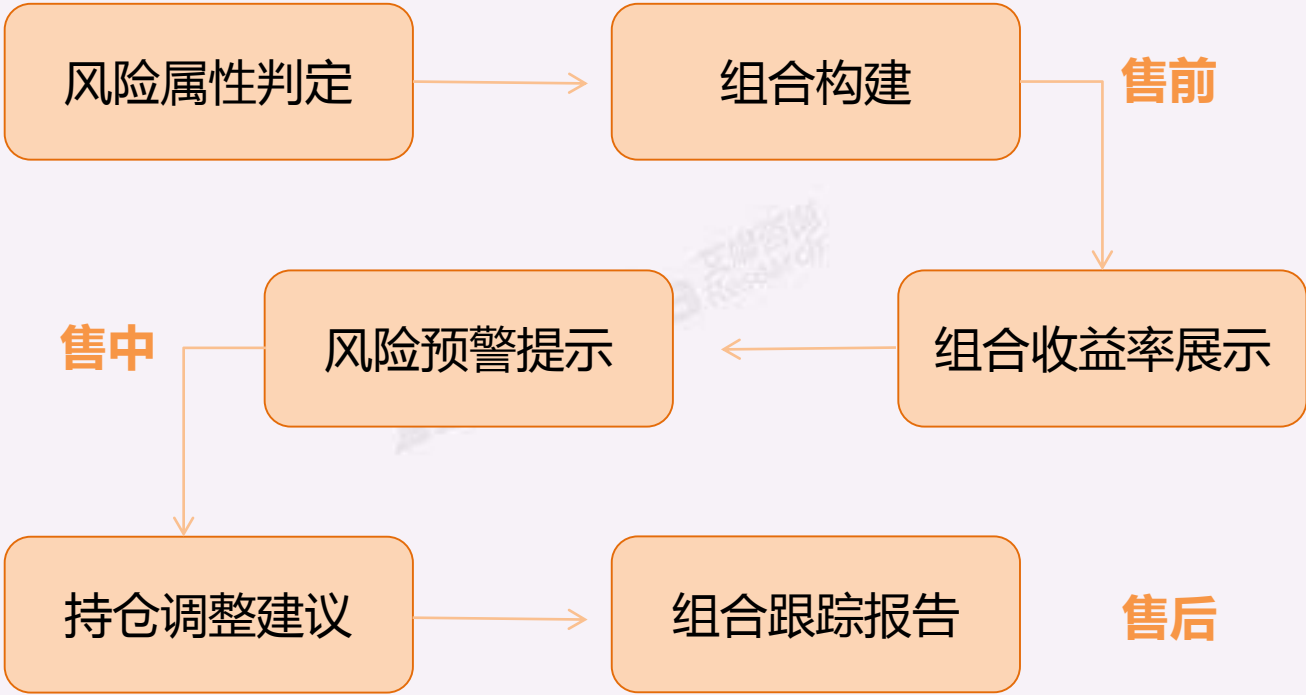 风险属性判定
组合构建
售前
售中
风险预警提示
组合收益率展示
持仓调整建议
组合跟踪报告
售后